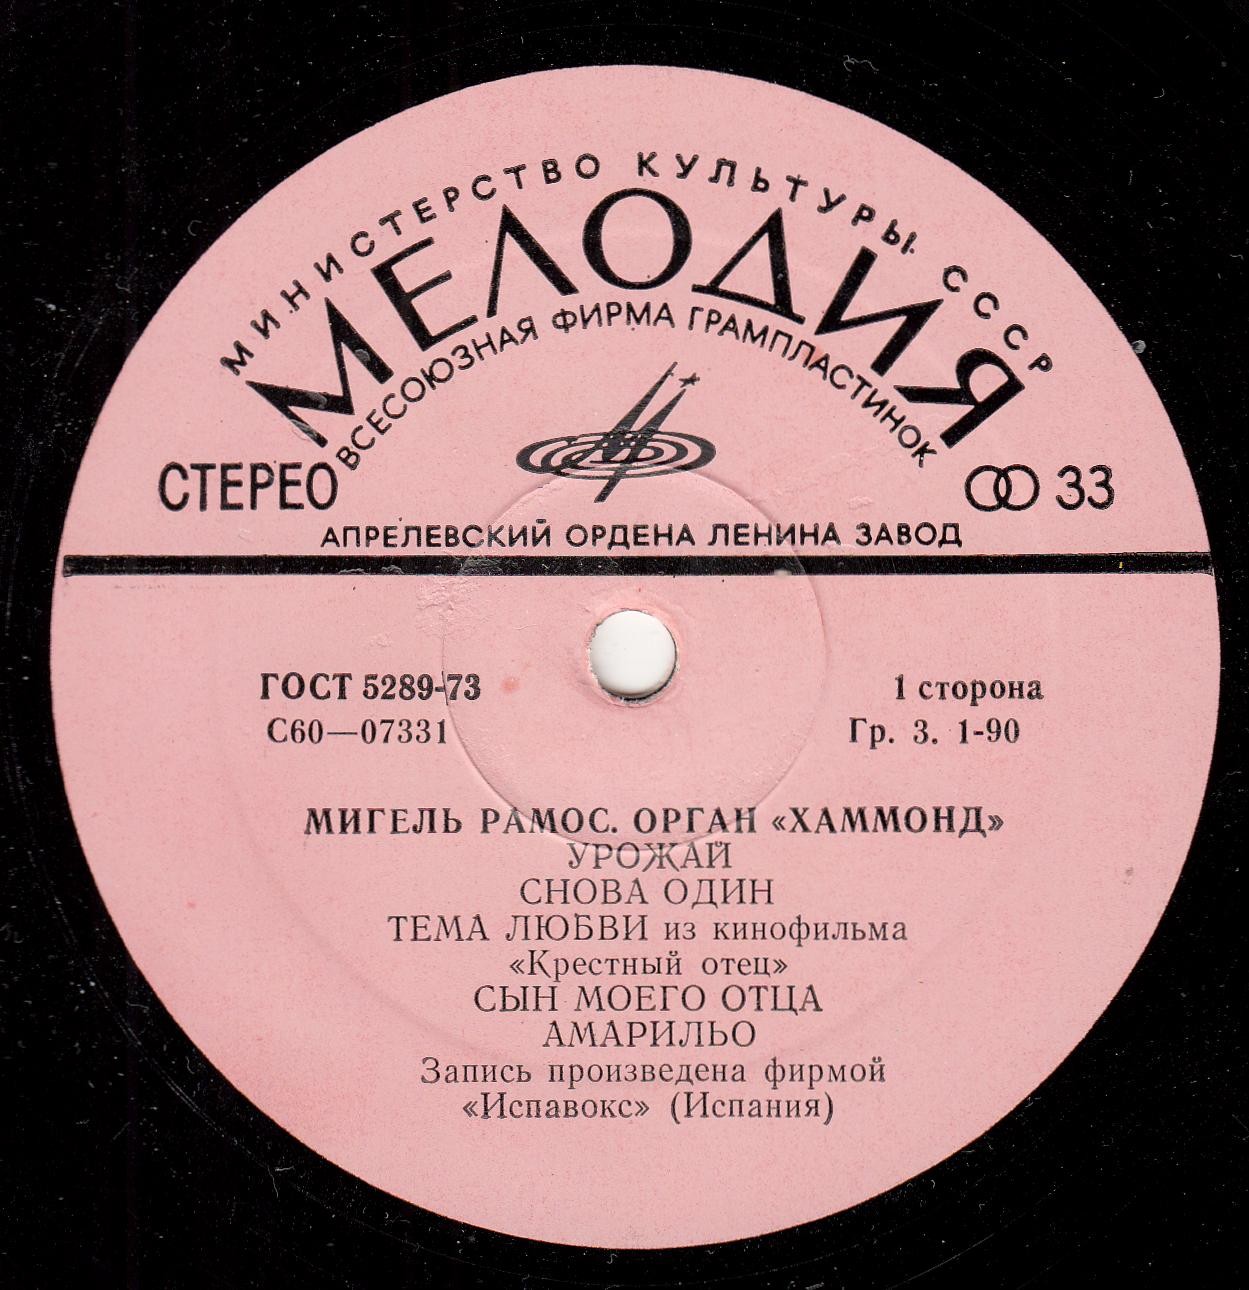 МИНИСТЕРСТВО КУЛЬТУРЫ СССР
МЕЛОДИЯ
ВСЕСОЮЗНАЯ ФИРМА ГРАМПЛАСТИНОК
СТЕРЕО
33
АПРЕЛЕВСКИЙ ОРДЕНА ЛЕНИНА ЗАВОД
ГОСТ 5289-73
1 сторона
С60—07331
Гр. 3. 1-90
МИГЕЛЬ РАМОС. ОРГАН «ХАММОНД»
УРОЖАЙ
СНОВА ОДИН
ТЕМА ЛЮБВИ из кинофильма
«Крестный отец»
СЫН МОЕГО ОТЦА
АМАРИЛЬО
Запись произведена фирмой
«Испавокс» (Испания)